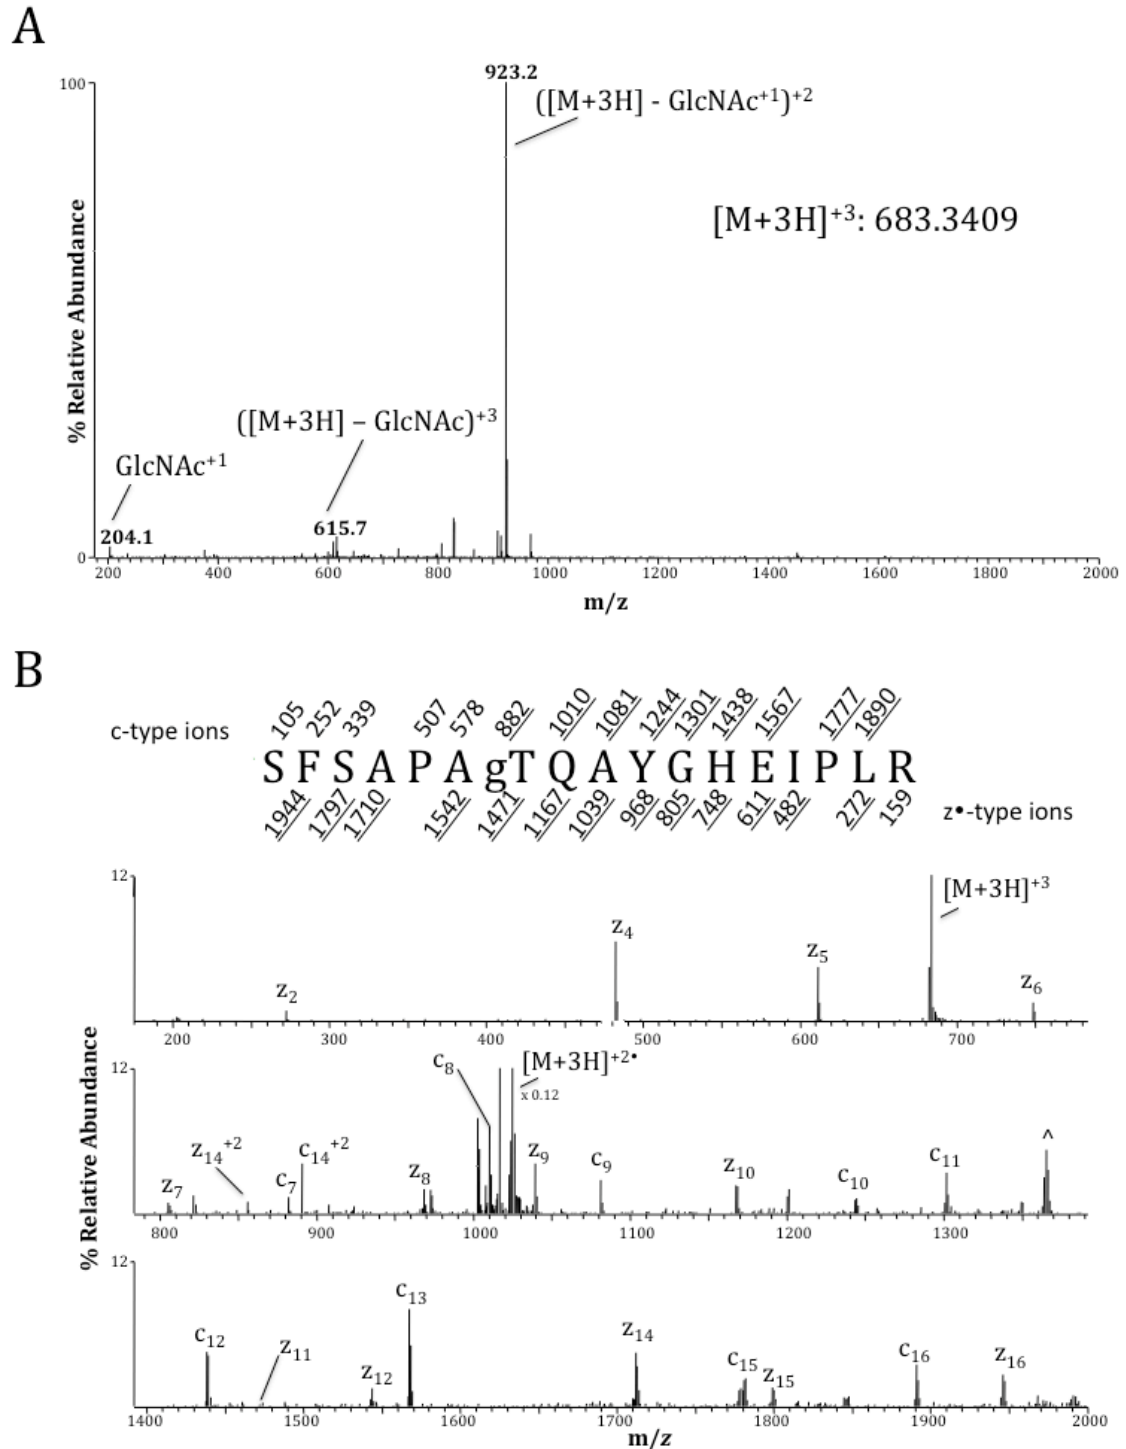 A
923.2
100
([M+3H] - GlcNAc+1)+2
[M+3H]+3: 683.3409
% Relative Abundance
([M+3H] – GlcNAc)+3
GlcNAc+1
204.1
615.7
0
200 400 600 800 1000 1200 1400 1600 1800 2000
m/z
B
105 252 339 507 578 882 1010 1081 1244 1301 1438 1567 1777 1890
c-type ions
S F S A P A gT Q A Y G H E I P L R
1944 1797 1710 1542 1471 1167 1039 968 805 748 611 482 272 159
z•-type ions
12
[M+3H]+3
z4
z5
z6
z2
200 300 400 500 600 700
% Relative Abundance
12
c8
[M+3H]+2•
x 0.12
^
z14+2
c14+2
z7 c7 z8 z9 c9 z10 c10 c11
800 900 1000 1100 1200 1300
12
c12 z11 z12 c13 z14 c15 z15 c16 z16
1400 1500 1600 1700 1800 1900 2000
m/z